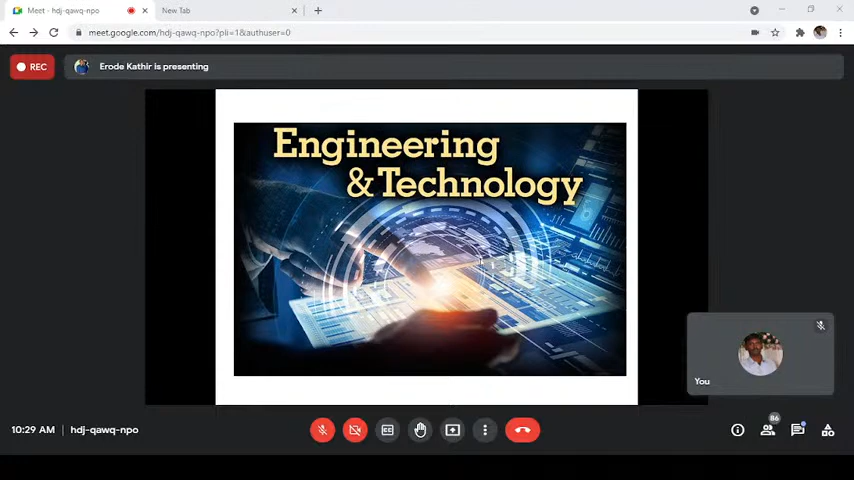 Meet - hdj-qawq-npo
New Tab
meet.google.com/hdj-qawq-npo?pli=1&authuser=0
REC
Erode Kathir is presenting
Engineering
& Technology
You
10:29 AM | hdj-qawq-npo
CC
86